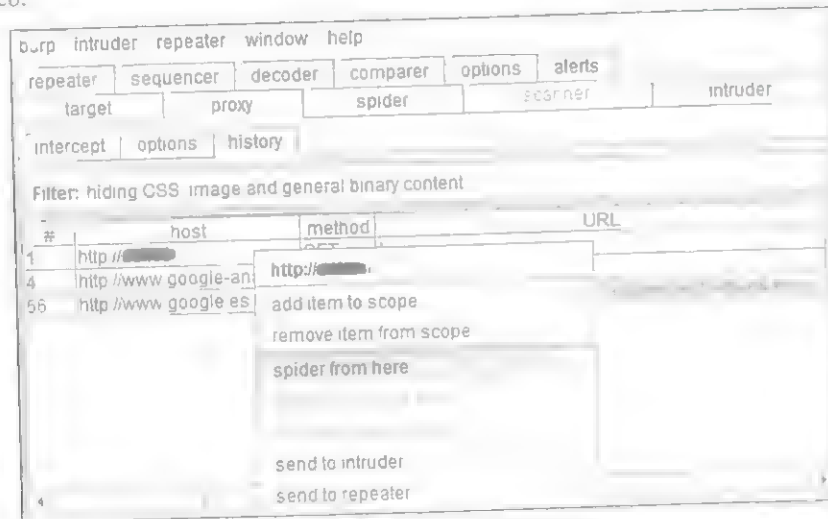 co.
burp intruder repeater window help
repeater sequencer decoder comparer options alerts
target proxy spider scanner intruder
intercept options history
Filter: hiding CSS image and general binary content
# host method URL
1 http //
4 http //www google-an
56 http //www google es
http://
add item to scope
remove item from scope
spider from here
send to intruder
send to repeater